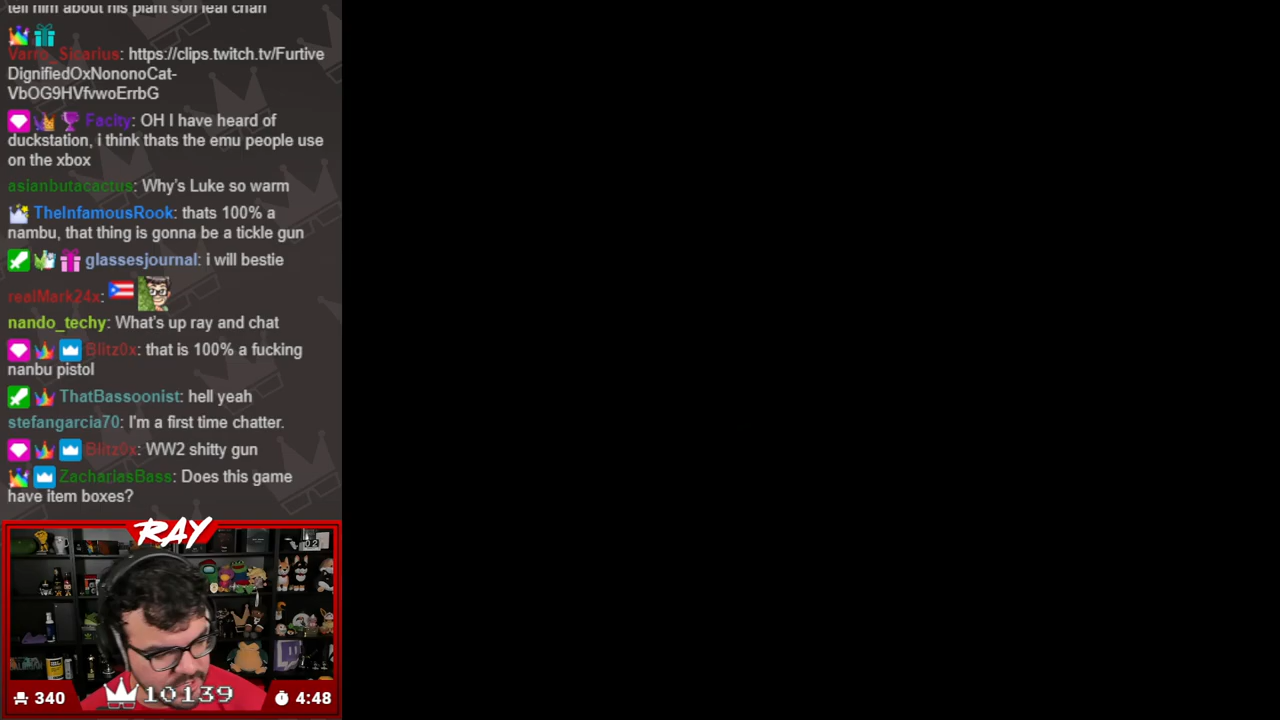 tell him about his plant son leaf chan
Varro_Sicarius: https://clips.twitch.tv/Furtive
DignifiedOxNononoCat-
VbOG9HVfvwoErrbG
Facity: OH I have heard of
duckstation, i think thats the emu people use
on the xbox
asianbutacactus: Why's Luke so warm
TheInfamousRook: thats 100% a
nambu, that thing is gonna be a tickle gun
glassesjournal: i will bestie
realMark24x:
nando_techy: What's up ray and chat
Blitz0x: that is 100% a fucking
nanbu pistol
ThatBassoonist: hell yeah
stefangarcia70: I'm a first time chatter.
Blitz0x: WW2 shitty gun
ZachariasBass: Does this game
have item boxes?
RAY
340
10139
4:48